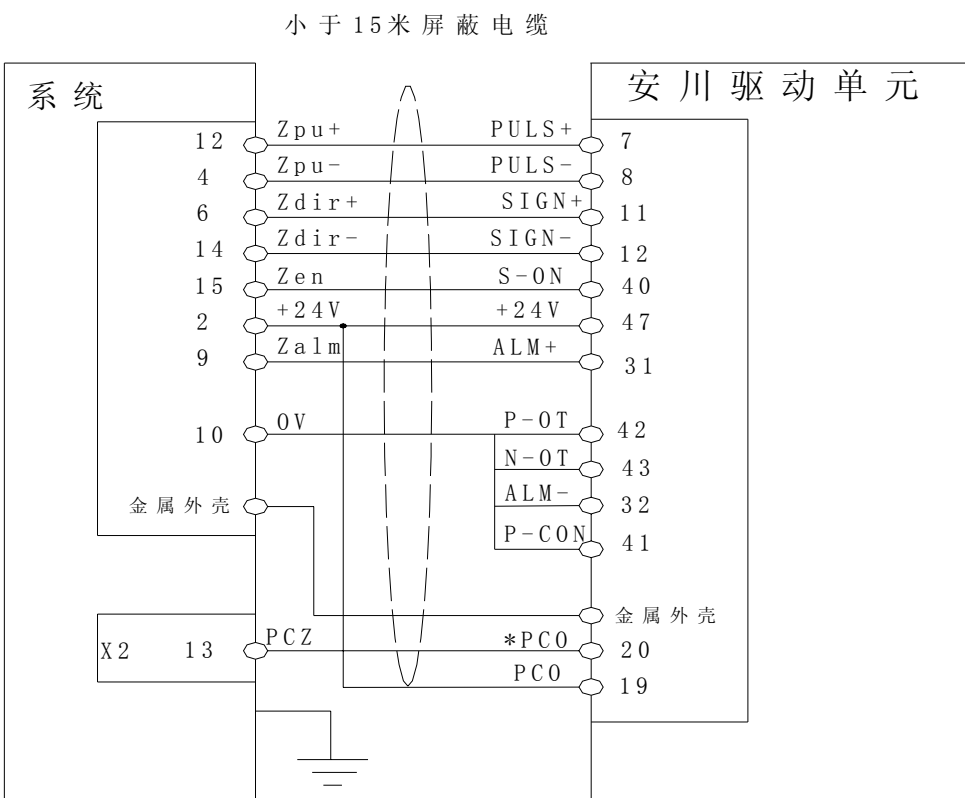 小于15米屏蔽电缆
系统 安川驱动单元
12 Zpu+ PULS+ 7
4 Zpu- PULS- 8
6 Zdir+ SIGN+ 11
14 Zdir- SIGN- 12
15 Zen S-ON 40
2 +24V +24V 47
9 Zalm ALM+ 31
10 0V P-OT 42
N-OT 43
ALM- 32
P-CON 41
金属外壳
金属外壳
X2 13 PCZ *PCO 20
PCO 19